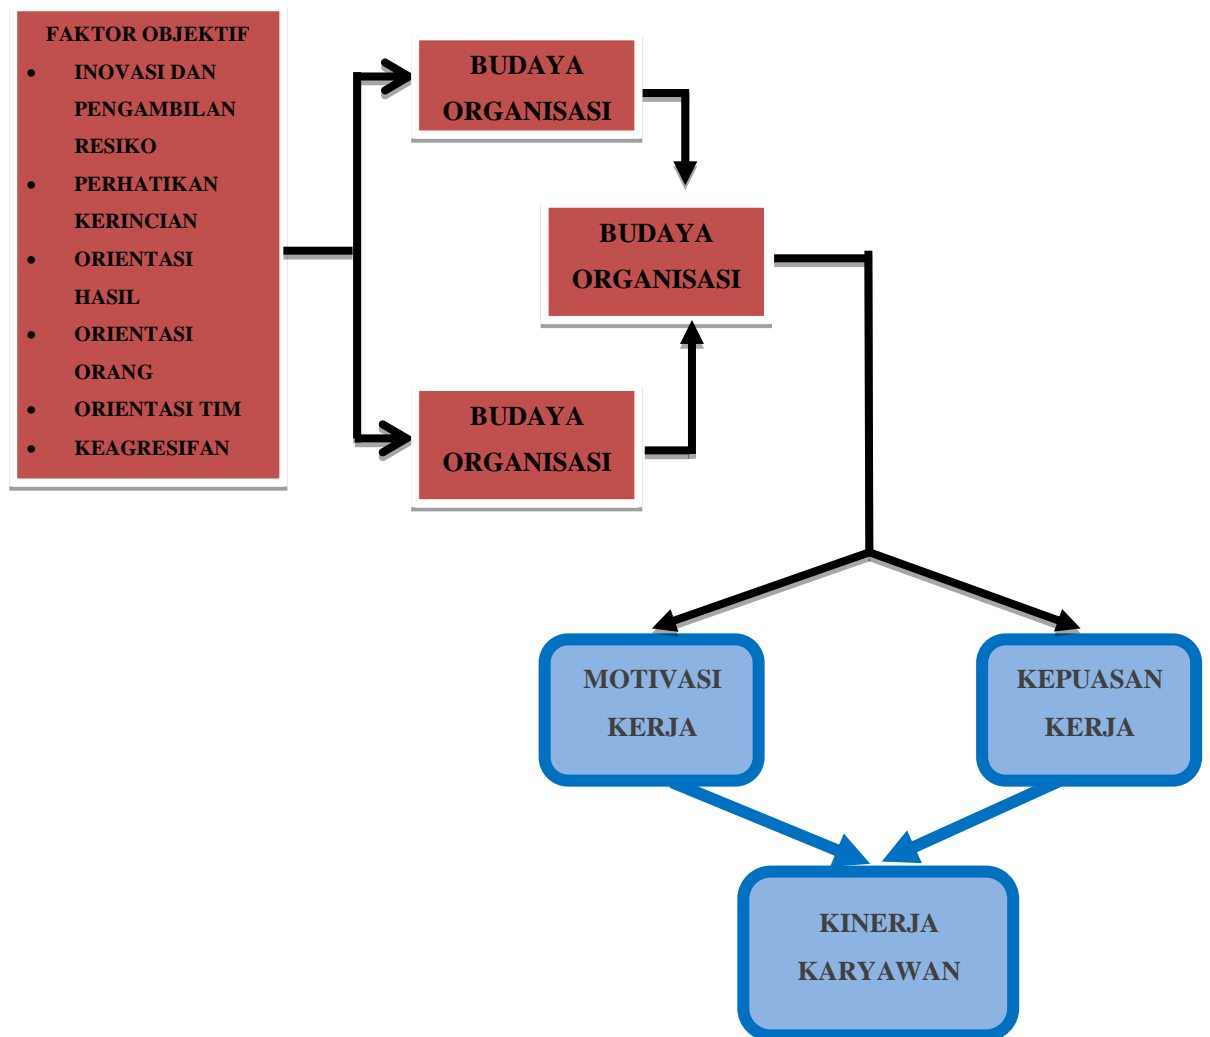 FAKTOR OBJEKTIF
• INOVASI DAN
PENGAMBILAN
RESIKO
• PERHATIKAN
KERINCIAN
• ORIENTASI
HASIL
• ORIENTASI
ORANG
• ORIENTASI TIM
• KEAGRESIFAN
BUDAYA
ORGANISASI
BUDAYA
ORGANISASI
BUDAYA
ORGANISASI
MOTIVASI
KERJA
KEPUASAN
KERJA
KINERJA
KARYAWAN